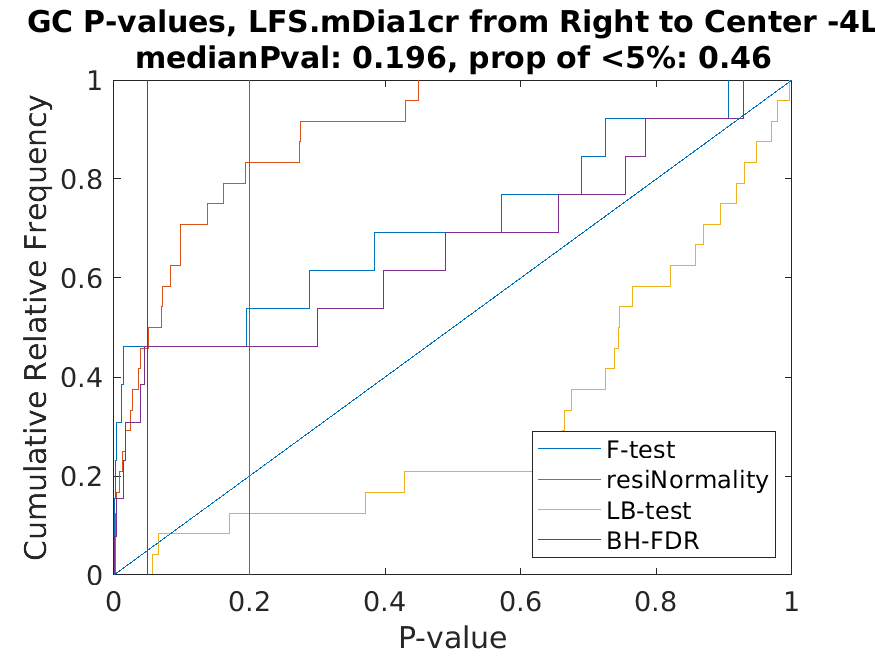 GC P-values, LFS.mDia1cr from Right to Center -4L
medianPval: 0.196, prop of <5%: 0.46
Cumulative Relative Frequency
1
0.8
0.6
0.4
0.2
0
F-test
resiNormality
LB-test
BH-FDR
0 0.2 0.4 0.6 0.8 1
P-value